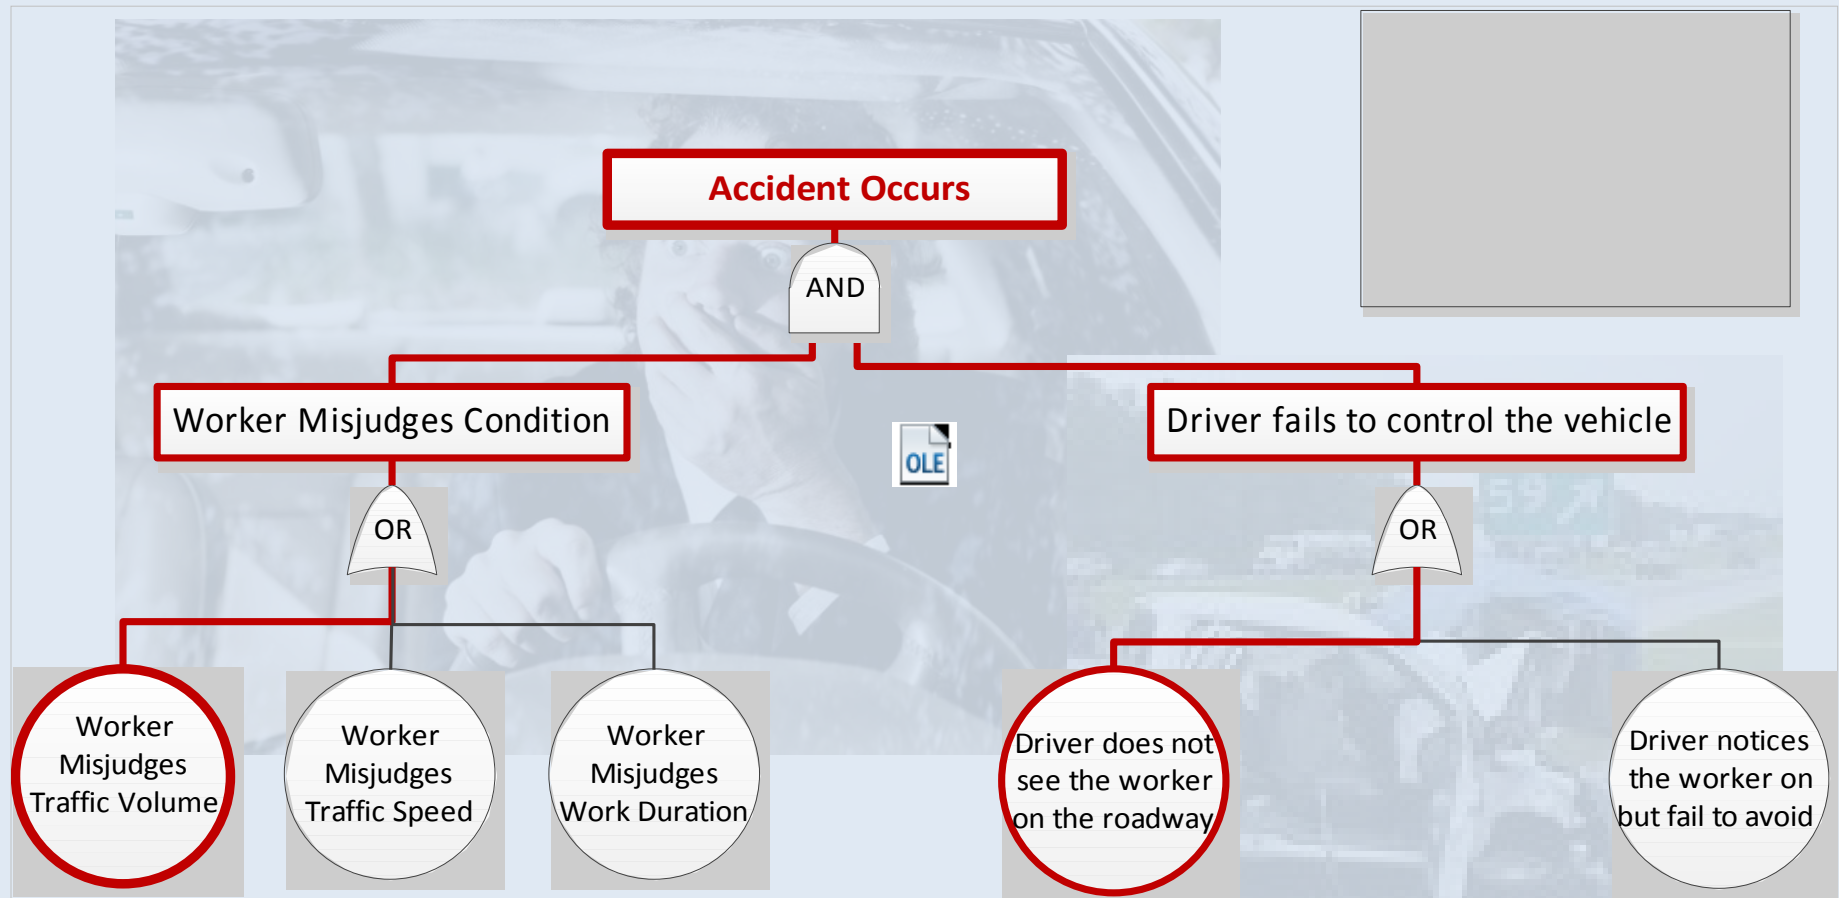 Accident Occurs
AND
Worker Misjudges Condition
Driver fails to control the vehicle
OLE
OR
OR
59
Worker
Misjudges
Traffic Volume
Worker
Misjudges
Traffic Speed
Worker
Misjudges
Work Duration
Driver does not
see the worker
on the roadway
Driver notices
the worker on
but fail to avoid